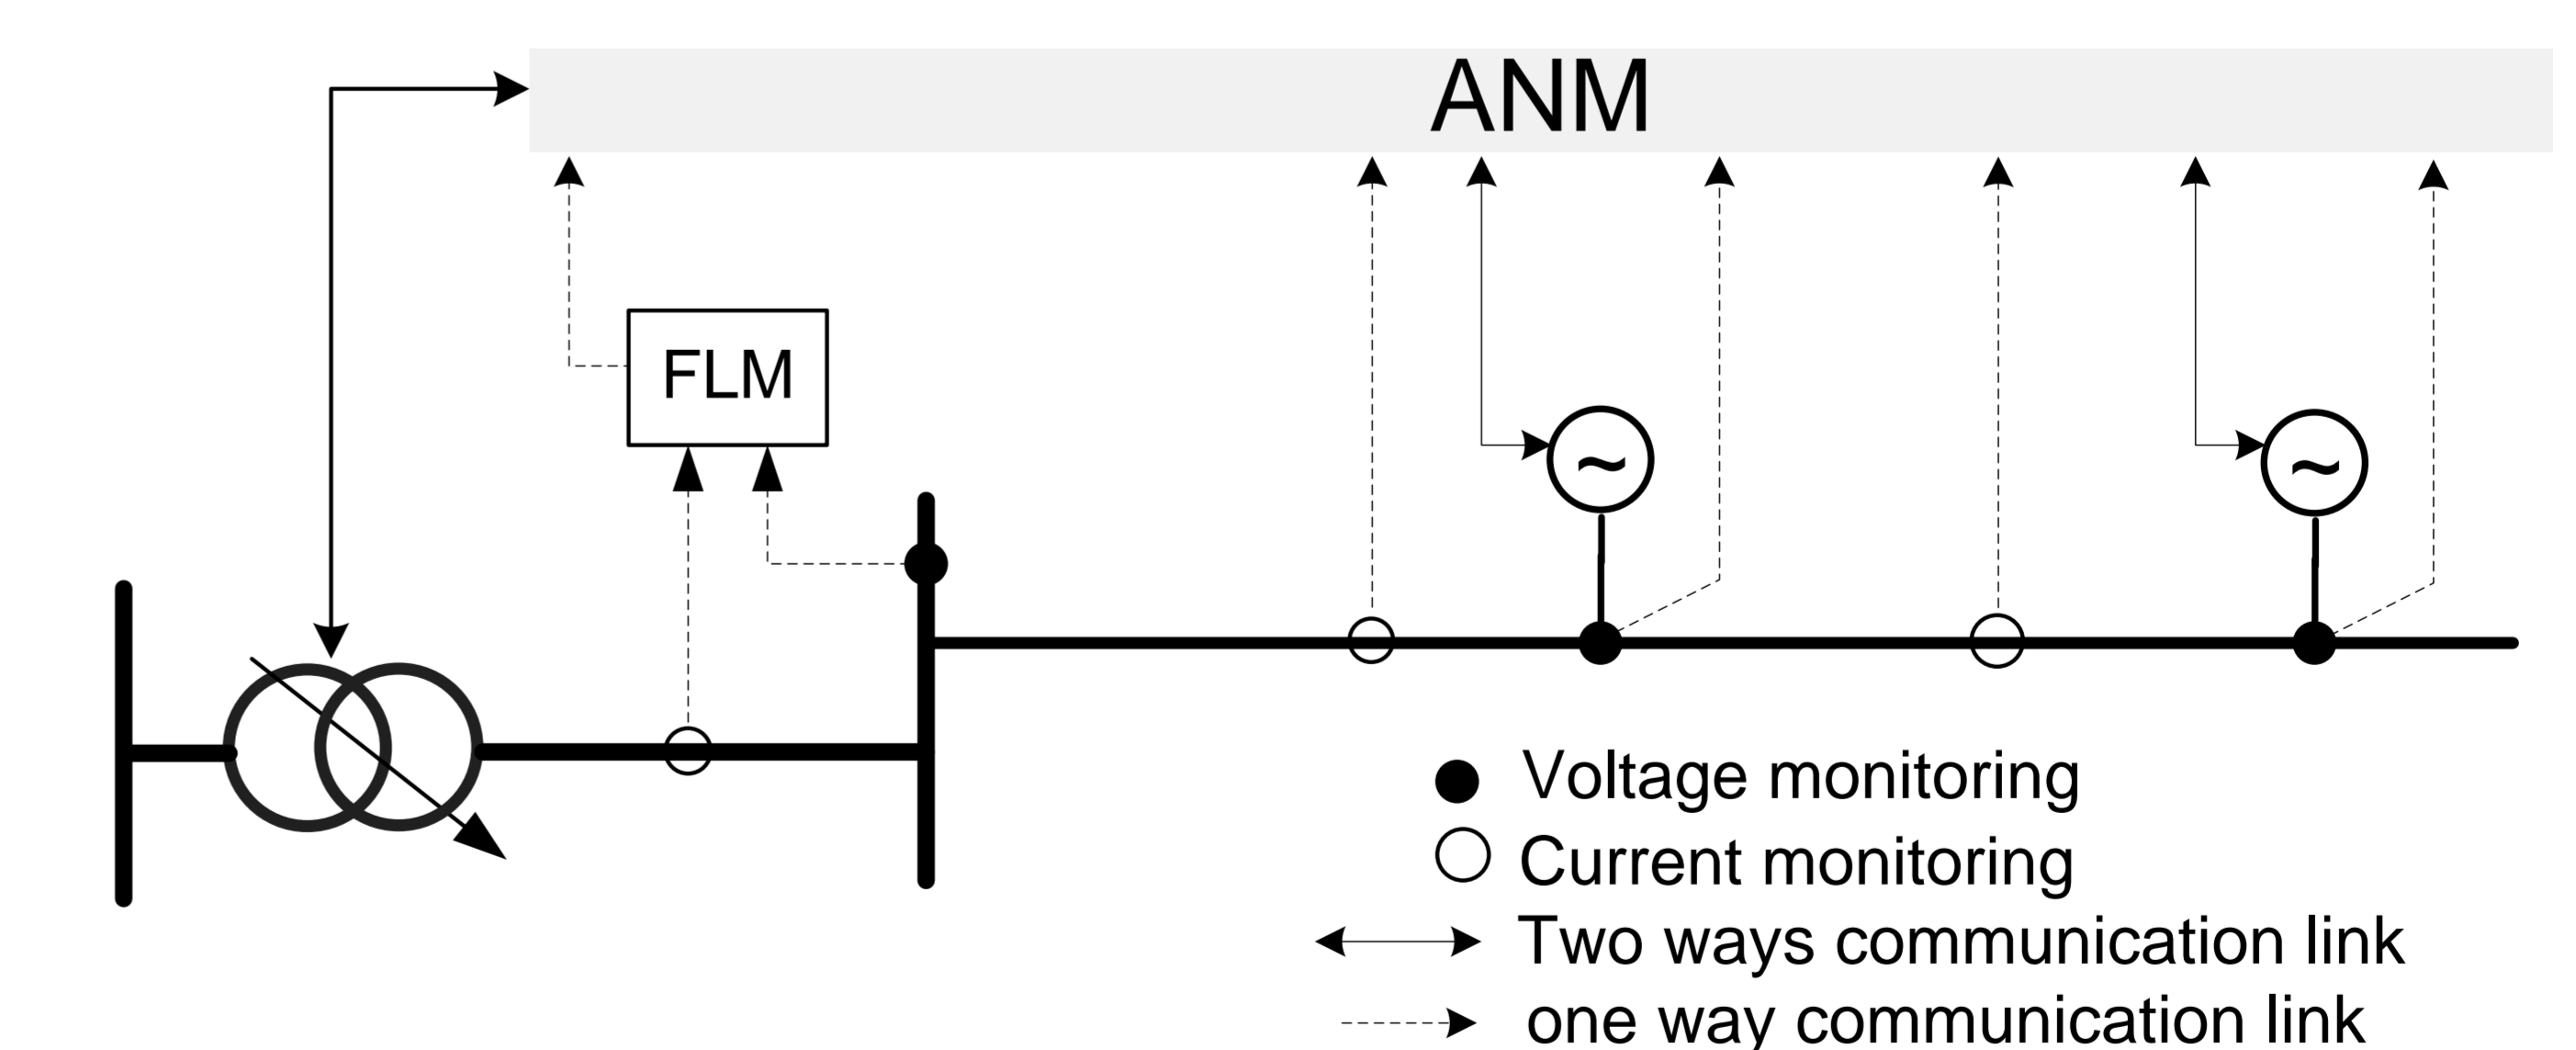 ANM
FLM
~
~
Voltage monitoring
Current monitoring
Two ways communication link
one way communication link